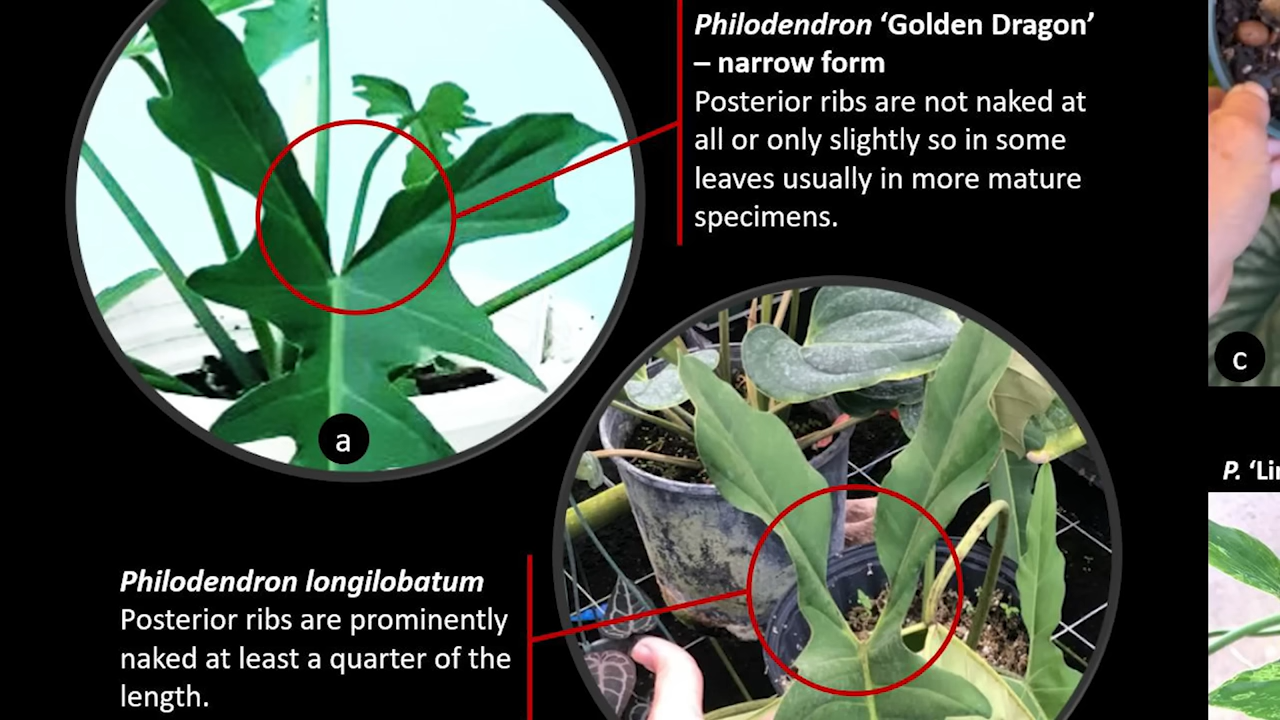 Philodendron ‘Golden Dragon’
– narrow form
Posterior ribs are not naked at
all or only slightly so in some
leaves usually in more mature
specimens.
a
c
Philodendron longilobatum
Posterior ribs are prominently
naked at least a quarter of the
length.
P.